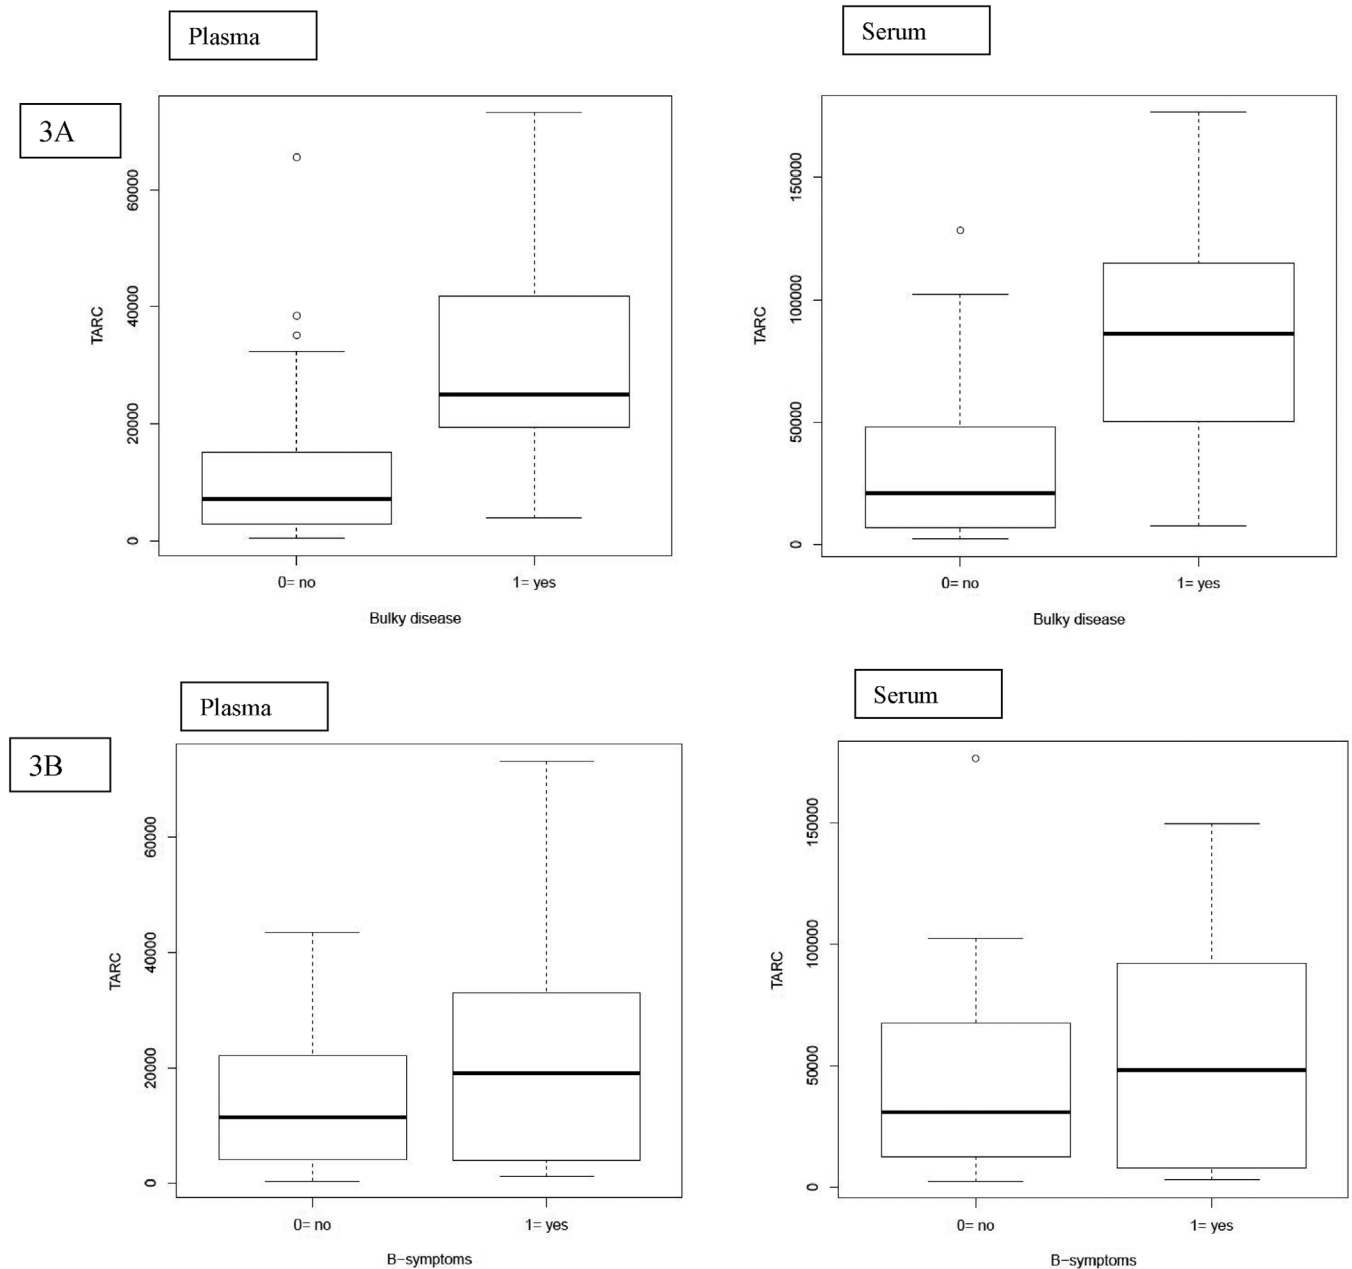 Plasma
Serum
3A
TARC
0
20000
40000
60000
0= no
1= yes
Bulky disease
TARC
0
50000
100000
150000
0= no
1= yes
Bulky disease
Plasma
Serum
3B
TARC
0
20000
40000
60000
0= no
1= yes
B−symptoms
TARC
0
50000
100000
150000
0= no
1= yes
B−symptoms